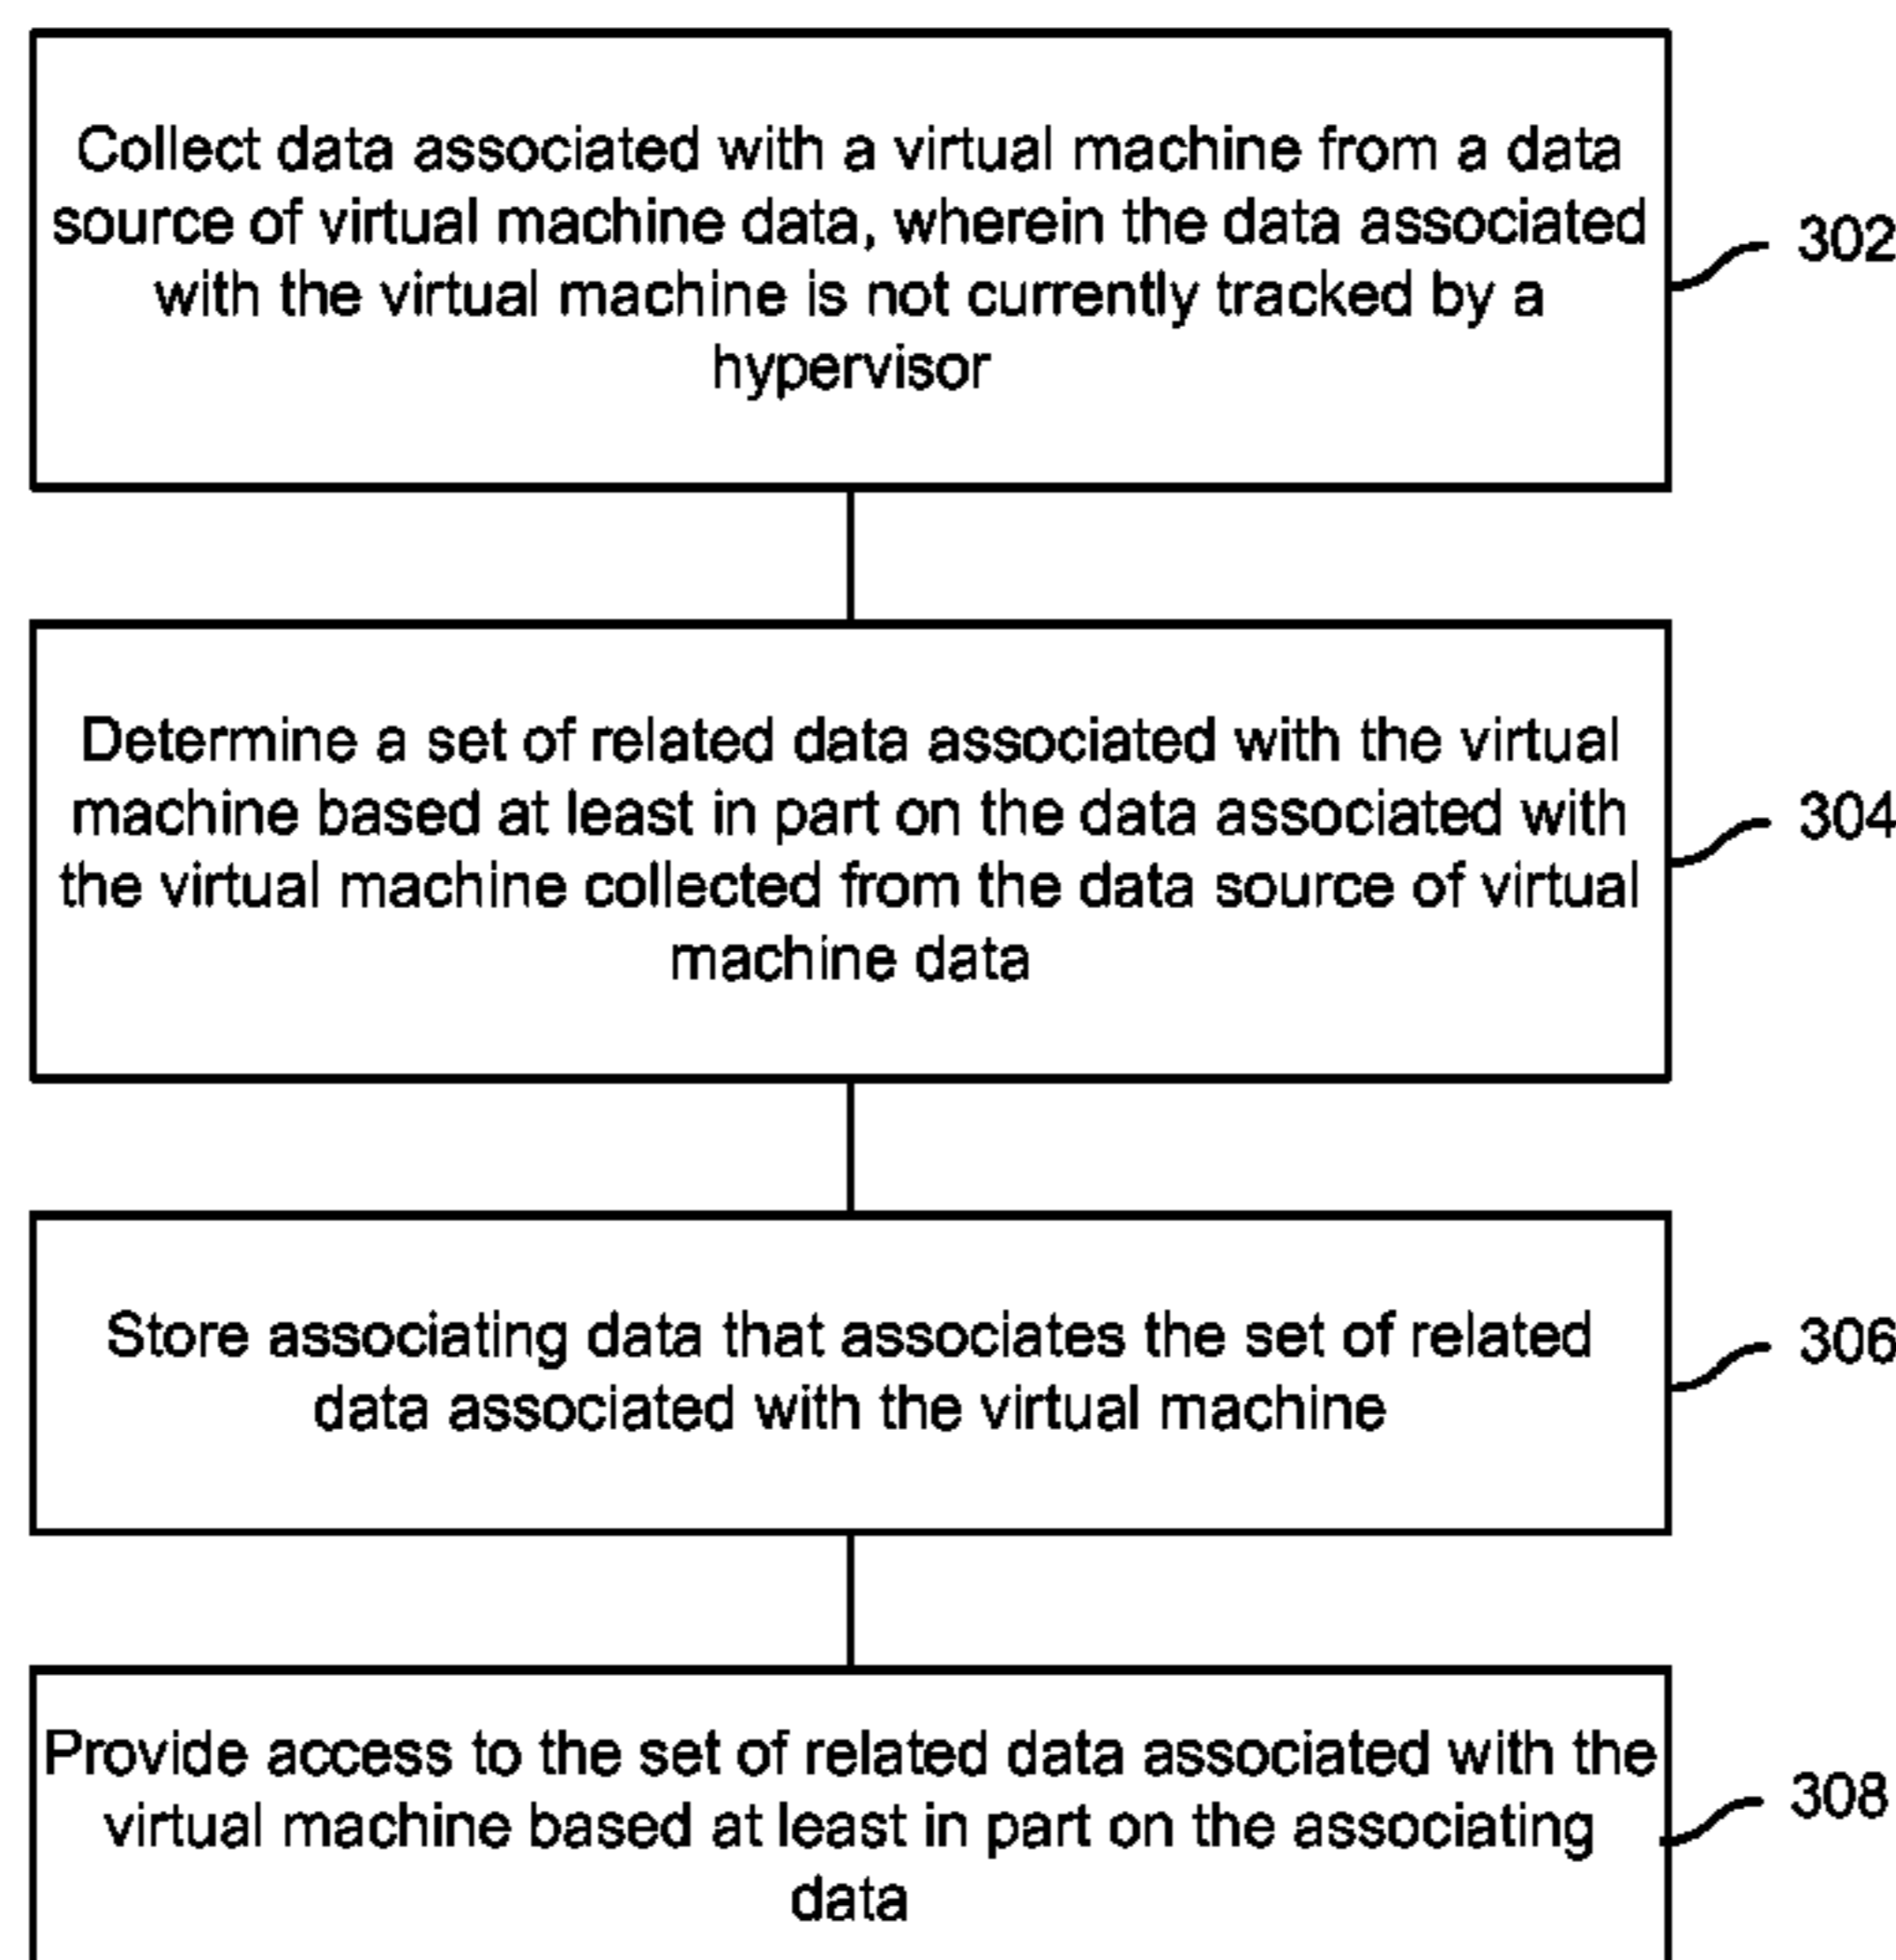 Collect data associated with a virtual machine from a data
source of virtual machine data, wherein the data associated
with the virtual machine is not currently tracked by a
hypervisor
302
Determine a set of related data associated with the virtual
machine based at least in part on the data associated with
the virtual machine collected from the data source of virtual
machine data
304
Store associating data that associates the set of related
data associated with the virtual machine
306
Provide access to the set of related data associated with the
virtual machine based at least in part on the associating
data
308